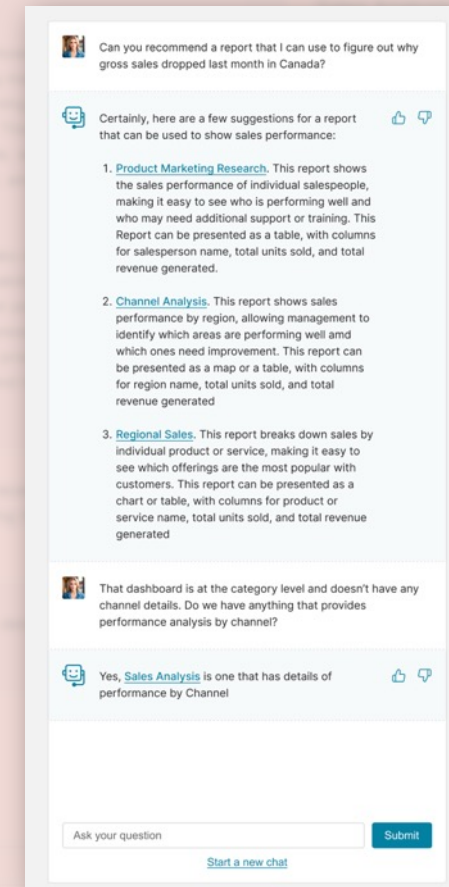 Can you recommend a report that I can use to figure out why
gross sales dropped last month in Canada?
Certainly, here are a few suggestions for a report
that can be used to show sales performance:
1. Product Marketing Research. This report shows
the sales performance of individual salespeople,
making it easy to see who is performing well and
who may need additional support or training. This
Report can be presented as a table, with columns
for salesperson name, total units sold, and total
revenue generated.
2. Channel Analysis. This report shows sales
performance by region, allowing management to
identify which areas are performing well amd
which ones need improvement. This report can
be presented as a map or a table, with columns
for region name, total units sold, and total
revenue generated
3. Regional Sales. This report breaks down sales by
individual product or service, making it easy to
see which offerings are the most popular with
customers. This report can be presented as a
chart or table, with columns for product or
service name, total units sold, and total revenue
generated
That dashboard is at the category level and doesn't have any
channel details. Do we have anything that provides
performance analysis by channel?
Yes, Sales Analysis is one that has details of
performance by Channel
Ask your question
Submit
Start a new chat